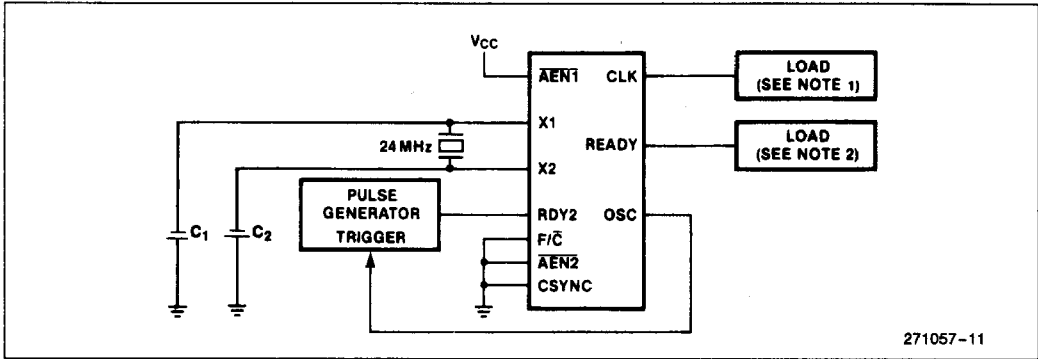 VCC
AEN1
CLK
LOAD
(SEE NOTE 1)
X1
24 MHz
READY
LOAD
(SEE NOTE 2)
X2
PULSE
GENERATOR
TRIGGER
RDY2
OSC
F/C̅
AEN2
CSYNC
C1
C2
271057-11